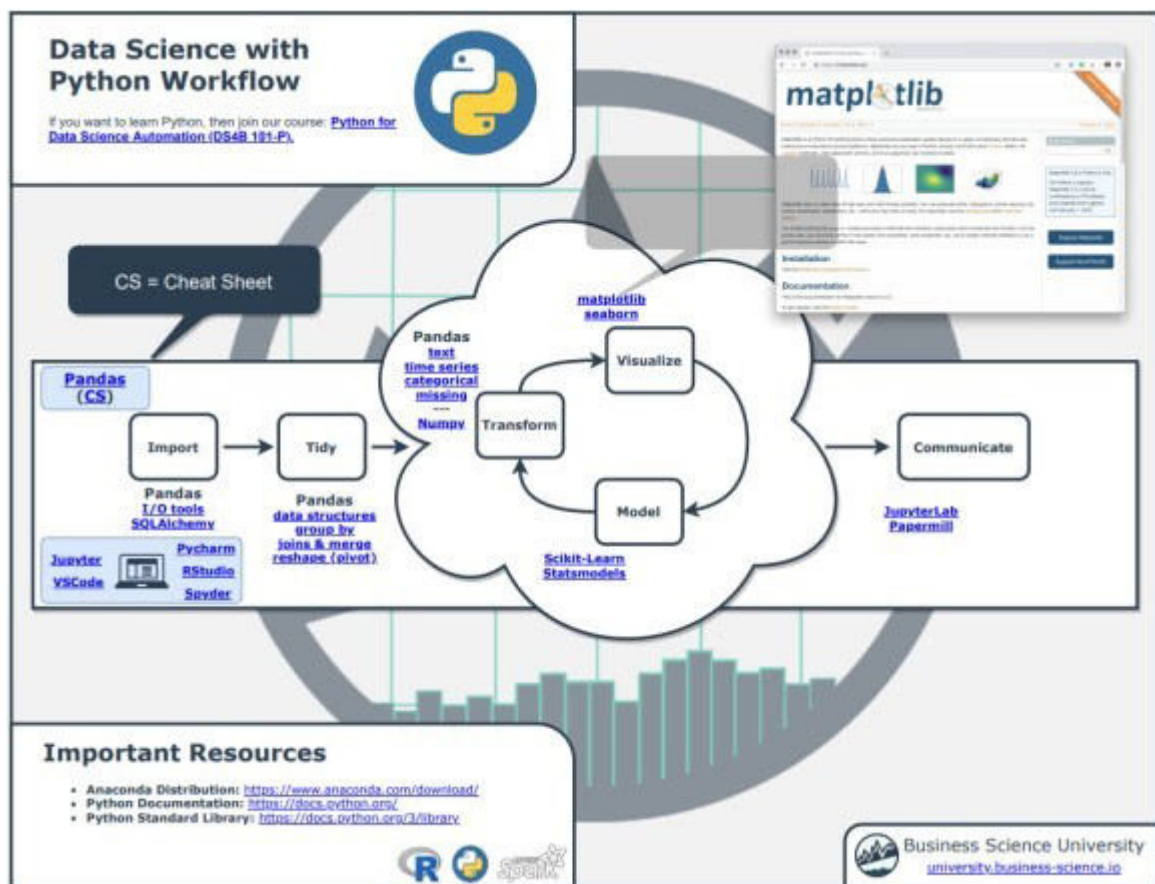 Data Science with
Python Workflow
If you want to learn Python, then join our course: Python for
Data Science Automation (DS4B 101-P).
matplotlib
Installation
Documentation
CS = Cheat Sheet
matplotlib
seaborn
Pandas
text
time series
categorical
missing
---
Numpy
Visualize
Transform
Model
Scikit-Learn
Statsmodels
Pandas
(CS)
Import
Pandas
I/O tools
SQLAlchemy
Tidy
Pandas
data structures
group by
joins & merge
reshape (pivot)
Communicate
JupyterLab
Papermill
Jupyter
VSCode
Pycharm
RStudio
Spyder
Important Resources
• Anaconda Distribution: https://www.anaconda.com/download/
• Python Documentation: https://docs.python.org/
• Python Standard Library: https://docs.python.org/3/library
R
Spark
Business Science University
university.business-science.io